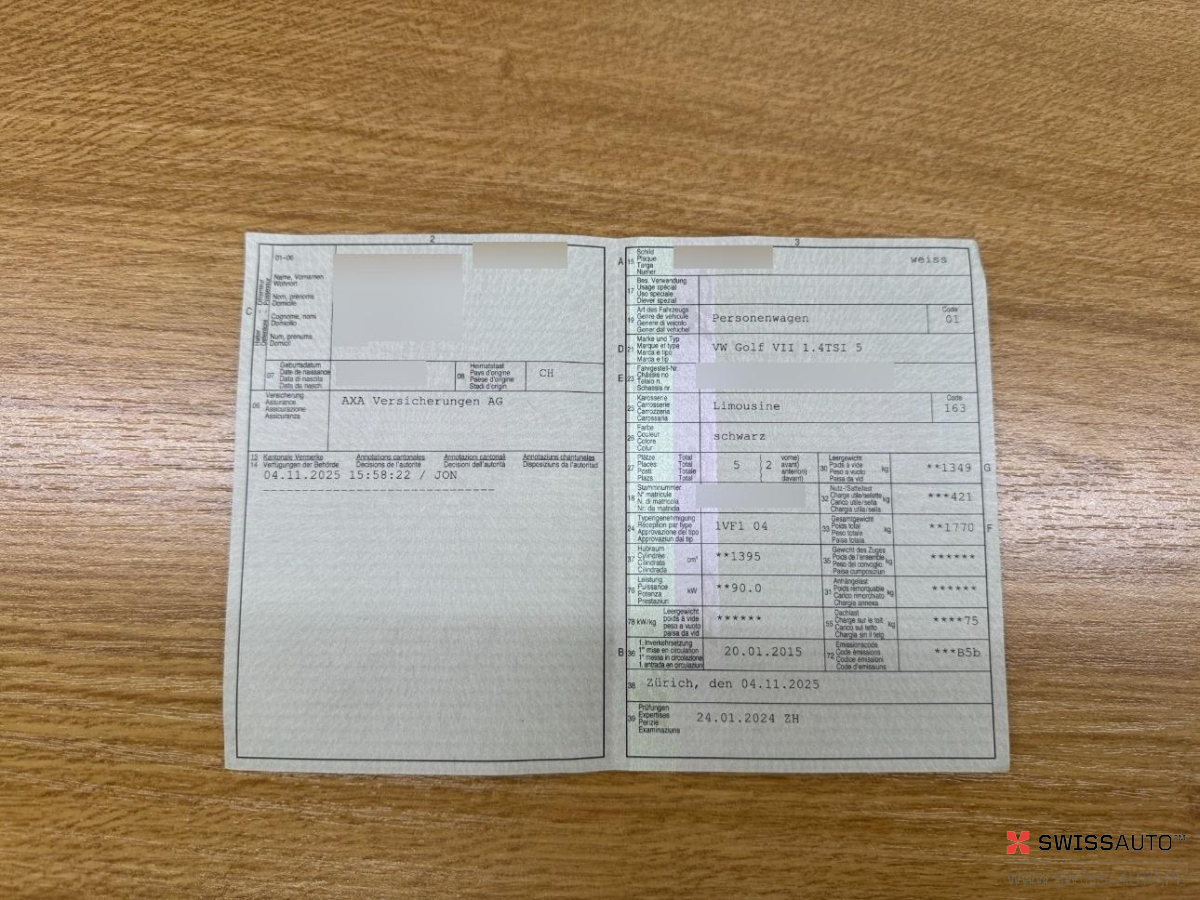 2
01-06
Name, Vornamen
Wohnort
Nom, prénoms
Domicile
Cognome, nomi
Domicilio
Num, prenums
Domicil
C
07
Geburtsdatum
Date de naissance
Data di nascita
Data da nasch.
08
Heimatstaat
Pays d'origine
Paese d'origine
Stadi d'origin
CH
09
Versicherung
Assurance
Assicurazione
Assicuranza
AXA Versicherungen AG
13 Kantonale Vermerke Annotations cantonales Annotazioni cantonali Annotaziuns chantunalas
14 Verfügungen der Behörde Décisions de l'autorité Decisioni dell'autorità Disposiziuns da l'autoritad
04.11.2025 15:58:22 / JON
--------------------------------
3
A 15
Schild
Plaque
Targa
Numer
weiss
17
Bes. Verwendung
Usage spécial
Uso speciale
Diever spezial
19
Art des Fahrzeugs
Genre de véhicule
Genere di veicolo
Gener dal vehichel
Personenwagen
Code
01
D 21
Marke und Typ
Marque et type
Marca e tipo
Marca e tip
VW Golf VII 1.4TSI 5
E 23
Fahrgestell-Nr.
Châssis no
Telaio n.
Schassis nr.
25
Karosserie
Carrosserie
Carrozzeria
Carossaria
Limousine
Code
163
26
Farbe
Couleur
Colore
Colur
schwarz
27
Plätze Total
Places Total
Posti Totale
Plazs Total
5
2
vorne)
avant)
anteriori)
davant)
30
Leergewicht
Poids à vide
Peso a vuoto
Paisa da vid
kg
**1349 G
18
Stammnummer
N° matricule
N. di matricola
Nr. da matricla
32
Nutz-/Sattellast
Charge utile/sellette
Carico utile/sella
Chargia utila/sella
kg
***421
24
Typengenehmigung
Réception par type
Approvazione del tipo
Approvaziun dal tip
1VF1 04
33
Gesamtgewicht
Poids total
Peso totale
Paisa totala
kg
**1770 F
37
Hubraum
Cylindrée
Cilindrata
Cilindrada
cm³
**1395
35
Gewicht des Zuges
Poids de l'ensemble
Peso del convoglio
Paisa cumposiziun
kg
******
76
Leistung
Puissance
Potenza
Prestaziun
kW
**90.0
31
Anhängelast
Poids remorquable
Carico rimorchiato
Chargia annexa
kg
******
78 kW/kg
Leergewicht
poids à vide
peso a vuoto
paisa da vid
******
55
Dachlast
Charge sur le toit
Carico sul tetto
Chargia sin il tetg
kg
****75
B 36
1. Inverkehrsetzung
1re mise en circulation
1a messa in circolazione
1. entrada en circulaziun
20.01.2015
72
Emissionscode
Code émissions
Codice emissioni
Code d'emissiuns
***B5b
38 Zürich, den 04.11.2025
39
Prüfungen
Expertises
Perizie
Examinaziuns
24.01.2024 ZH
SWISSAUTO™